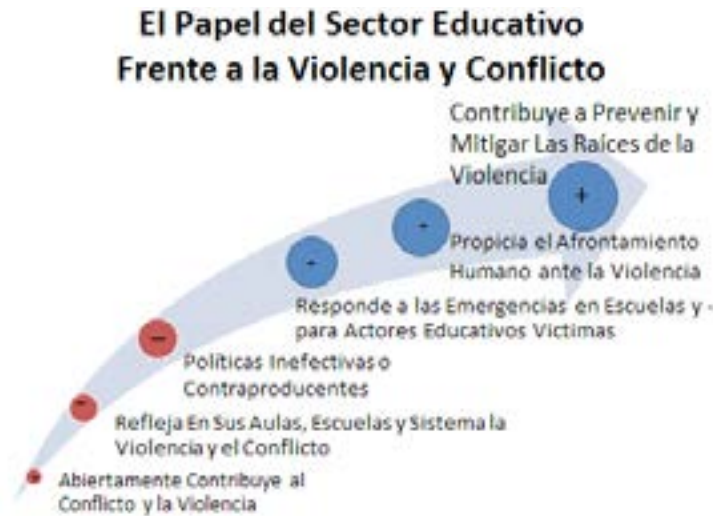 El Papel del Sector Educativo
Frente a la Violencia y Conflicto
Contribuye a Prevenir y
Mitigar Las Raíces de la
Violencia
+
Propicia el Afrontamiento
Humano ante la Violencia
Responde a las Emergencias en Escuelas y -
para Actores Educativos Victimas
−
Políticas Inefectivas o
Contraproducentes
Refleja En Sus Aulas, Escuelas y Sistema la
Violencia y el Conflicto
Abiertamente Contribuye al
Conflicto y la Violencia